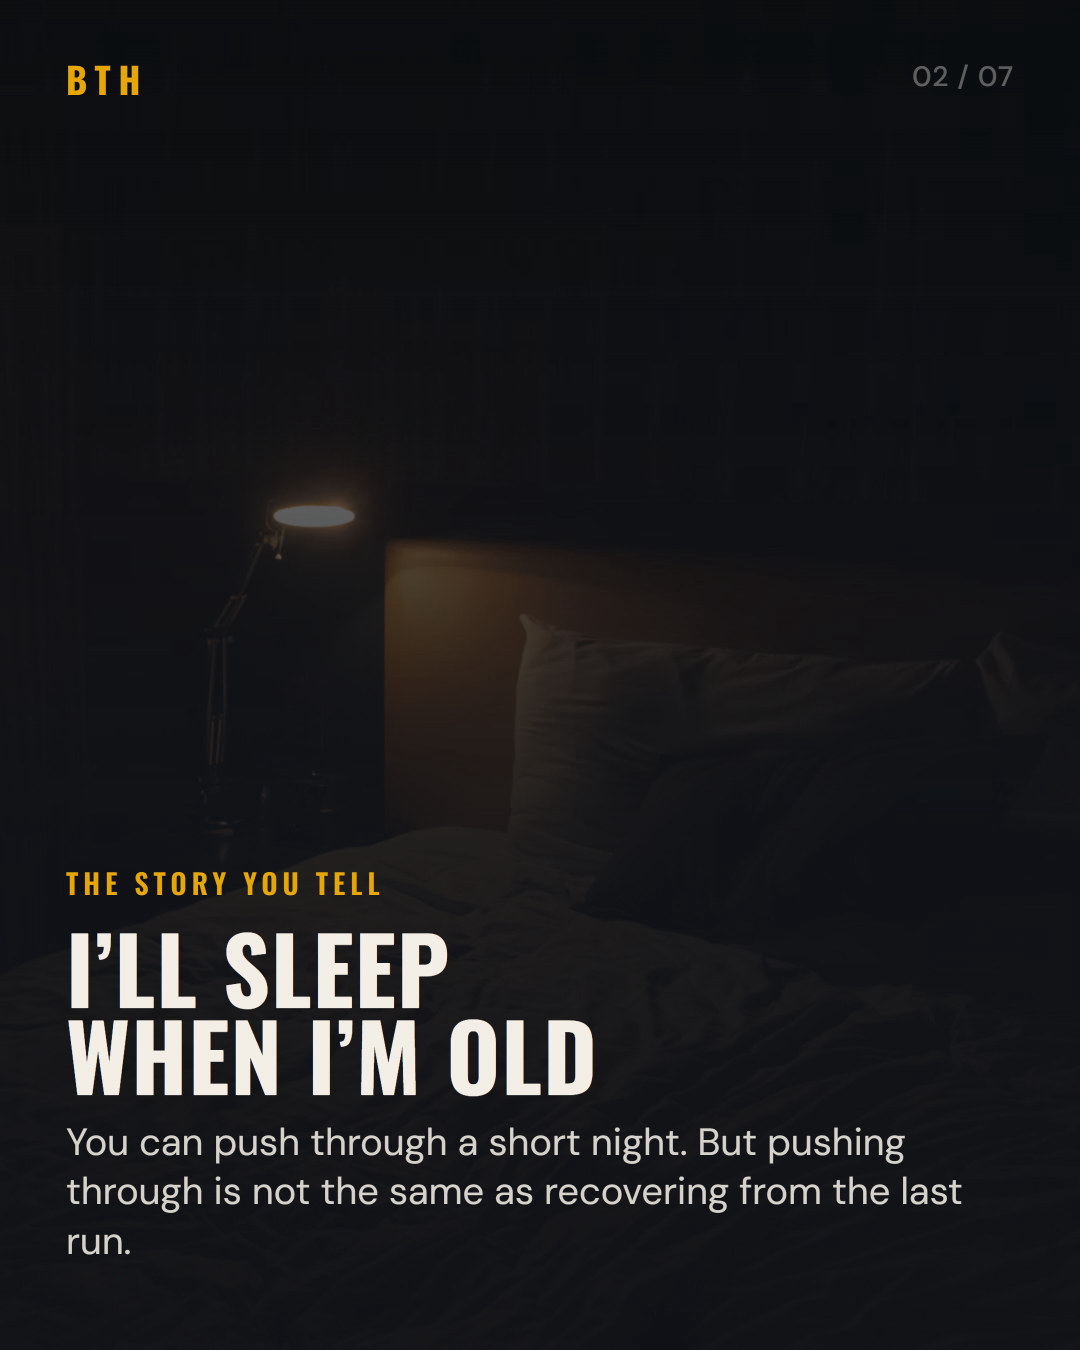 BTH
02 / 07
THE STORY YOU TELL
I’LL SLEEP
WHEN I’M OLD
You can push through a short night. But pushing
through is not the same as recovering from the last
run.